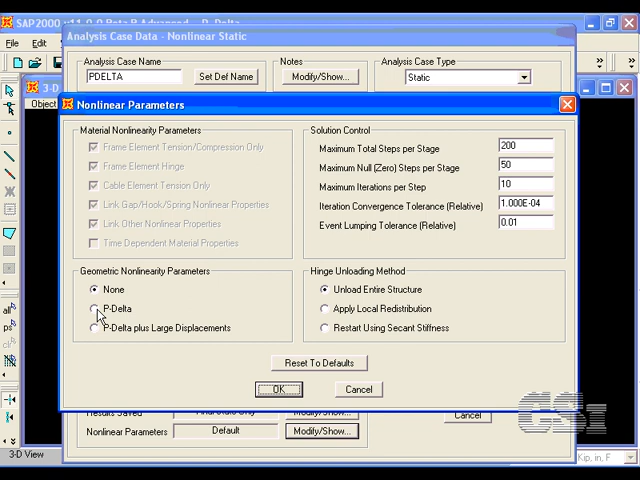 SAP2000 v11.0.0 Beta B Advanced - P-Delta
File
Edit
Analysis Case Data - Nonlinear Static
Analysis Case Name
PDELTA
Set Def Name
Notes
Modify/Show...
Analysis Case Type
Static
3-D
Object
Nonlinear Parameters
Material Nonlinearity Parameters
Frame Element Tension/Compression Only
Frame Element Hinge
Cable Element Tension Only
Link Gap/Hook/Spring Nonlinear Properties
Link Other Nonlinear Properties
Time Dependent Material Properties
Solution Control
Maximum Total Steps per Stage 200
Maximum Null (Zero) Steps per Stage 50
Maximum Iterations per Step 10
Iteration Convergence Tolerance (Relative) 1.000E-04
Event Lumping Tolerance (Relative) 0.01
Geometric Nonlinearity Parameters
None
P-Delta
P-Delta plus Large Displacements
Hinge Unloading Method
Unload Entire Structure
Apply Local Redistribution
Restart Using Secant Stiffness
Reset To Defaults
OK
Cancel
all
ps
clr
Results Saved
Final State Only
Modify/Show...
Cancel
Nonlinear Parameters
Default
Modify/Show...
CSi
3-D View
Kip, in, F